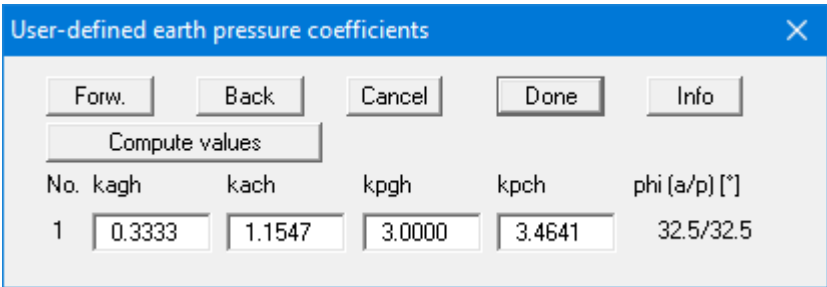 User-defined earth pressure coefficients
Forw. Back Cancel Done Info
Compute values
No. kagh kach kpgh kpch phi (a/p) [°]
1 0.3333 1.1547 3.0000 3.4641 32.5/32.5